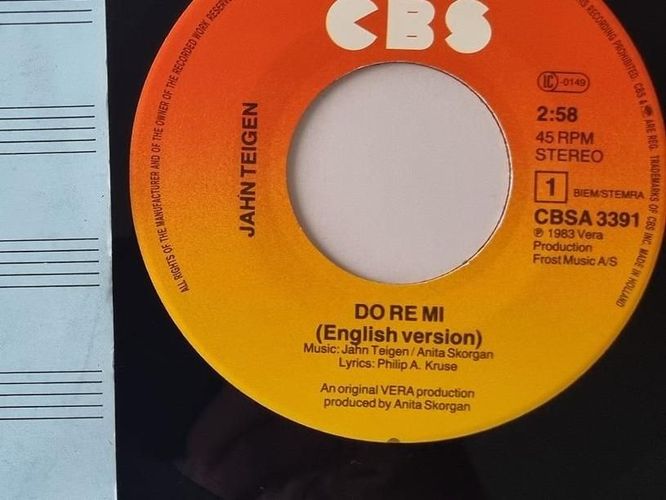 CBS
ALL RIGHTS OF THE MANUFACTURER AND OF THE OWNER OF THE RECORDED WORK RESERVED
THIS RECORDING PROHIBITED. CBS & ARE REG. TRADEMARKS OF CBS INC. MADE IN HOLLAND
JAHN TEIGEN
LC -0149
2:58
45 RPM
STEREO
1 BIEM/STEMRA
CBSA 3391
℗ 1983 Vera
Production
Frost Music A/S
DO RE MI
(English version)
Music: Jahn Teigen / Anita Skorgan
Lyrics: Philip A. Kruse
An original VERA production
produced by Anita Skorgan